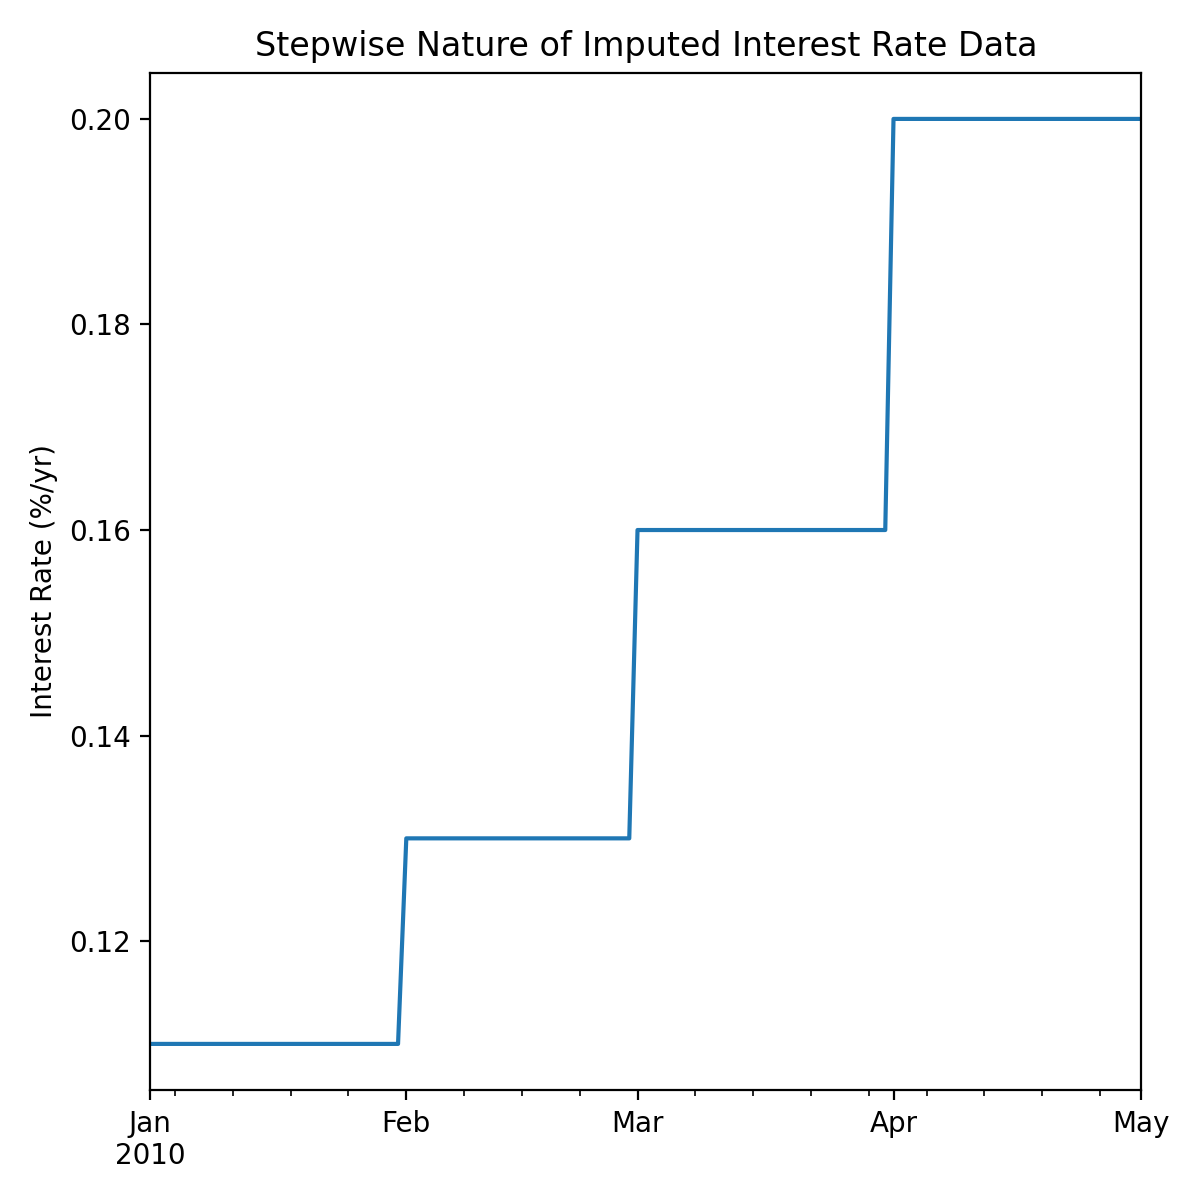 Stepwise Nature of Imputed Interest Rate Data
Interest Rate (%/yr)
0.20
0.18
0.16
0.14
0.12
Jan Feb Mar Apr May
2010